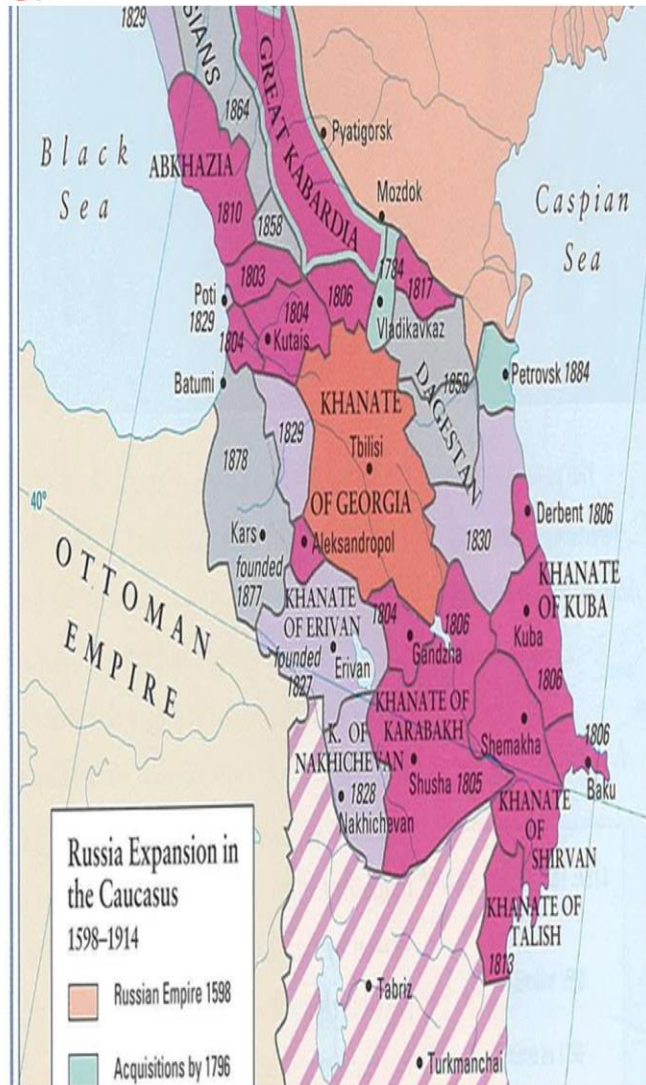 1829
SIANS
GREAT KABARDIA
1864
Pyatigorsk
Black
Sea
ABKHAZIA
1810
1858
Mozdok
Caspian
Sea
1784
1817
1803
1806
Poti
1829
1804
1804
Kutais
Vladikavkaz
Batumi
1859
DAGESTAN
Petrovsk 1884
KHANATE
OF GEORGIA
Tbilisi
1829
1878
40°
Kars
founded
1877
Aleksandropol
1830
Derbent 1806
OTTOMAN
EMPIRE
KHANATE
OF ERIVAN
founded
1827
Erivan
1804
1806
Gandzha
KHANATE
OF KUBA
Kuba
1806
K. OF
NAKHICHEVAN
1828
Nakhichevan
KHANATE OF
KARABAKH
Shusha 1805
Shemakha
1806
Baku
KHANATE
OF
SHIRVAN
KHANATE OF
TALISH
1813
Tabriz
Turkmanchai
Russia Expansion in
the Caucasus
1598–1914
Russian Empire 1598
Acquisitions by 1796